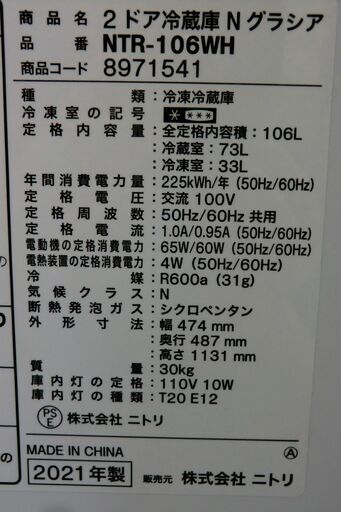 商品名 2ドア冷蔵庫 N グラシア
品番 NTR-106WH
商品コード 8971541
種類 : 冷凍冷蔵庫
冷凍室の記号 : * ***
定格内容量 : 全定格内容積 : 106L
: 冷蔵室 : 73L
: 冷凍室 : 33L
年間消費電力量 : 225kWh/年 (50Hz/60Hz)
定格電圧 : 交流 100V
定格周波数 : 50Hz/60Hz 共用
定格電流 : 1.0A/0.95A (50Hz/60Hz)
電動機の定格消費電力 : 65W/60W (50Hz/60Hz)
電熱装置の定格消費電力 : 4W (50Hz/60Hz)
冷媒 : R600a (31g)
気候クラス : N
断熱発泡ガス : シクロペンタン
外形寸法 : 幅 474 mm
: 奥行 487 mm
: 高さ 1131 mm
質量 : 30kg
庫内灯の定格 : 110V 10W
庫内灯の種類 : T20 E12
PS E 株式会社 ニトリ
MADE IN CHINA Ⓐ
2021年製 販売元 株式会社 ニトリ